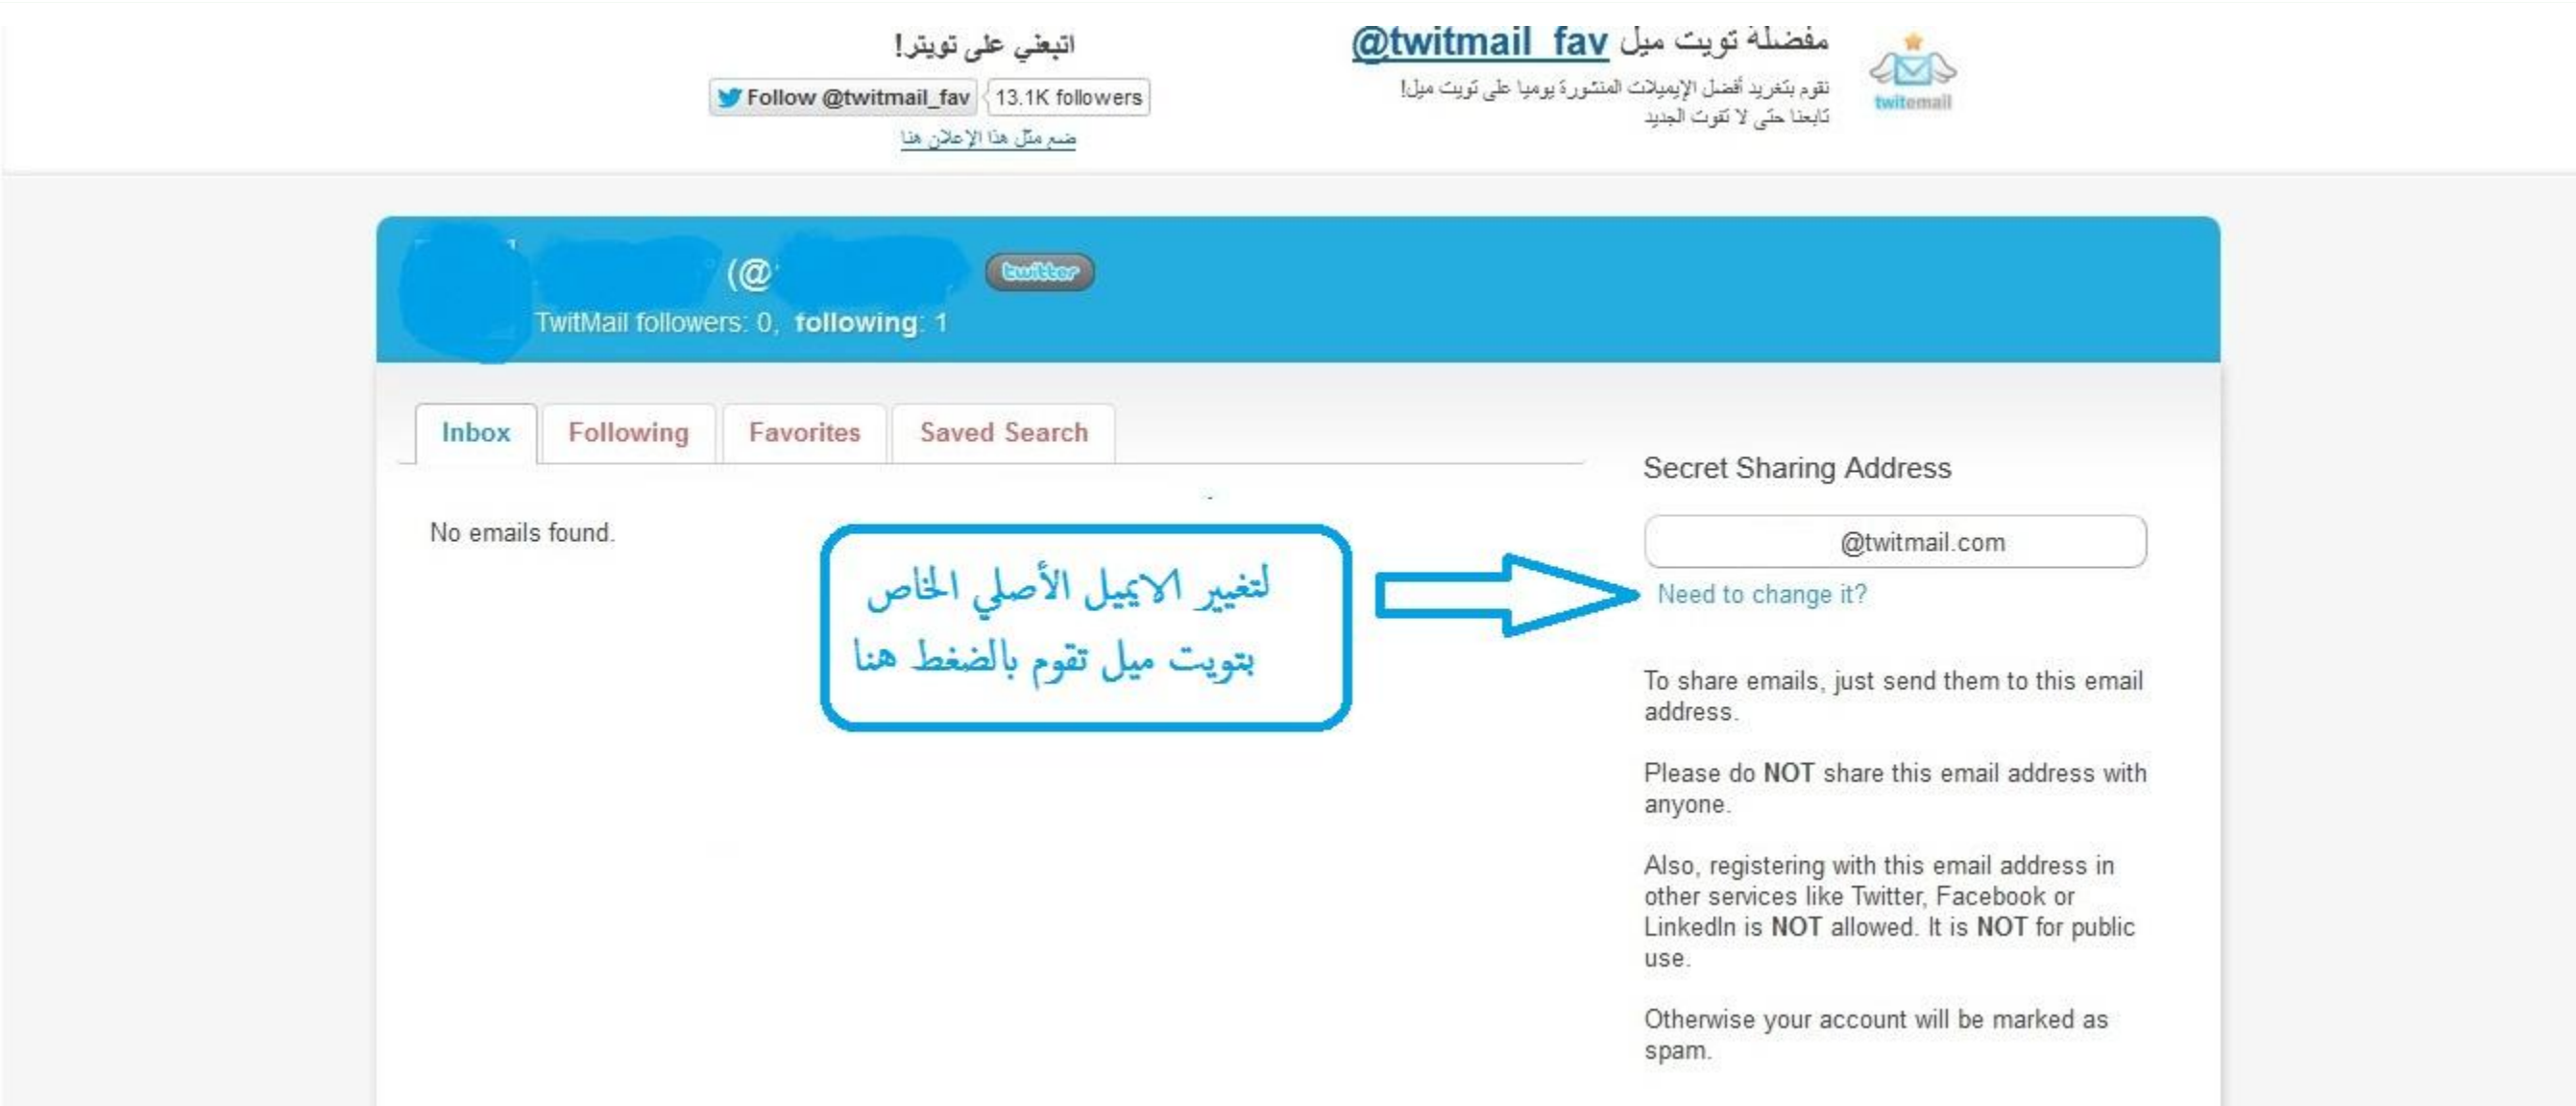 مفضلة تويت ميل @twitmail_fav
نقوم بتغريد أفضل الإيميلات المنشورة يوميا على تويت ميل!
تابعنا حتى لا تفوت الجديد
twitemail
اتبعني على تويتر!
Follow @twitmail_fav 13.1K followers
ضع مثل هذا الإعلان هنا
(@ twitter
TwitMail followers: 0, following: 1
Inbox Following Favorites Saved Search
No emails found.
لتغيير الايميل الأصلي الخاص
بتويت ميل تقوم بالضغط هنا
Secret Sharing Address
@twitmail.com
Need to change it?
To share emails, just send them to this email
address.
Please do NOT share this email address with
anyone.
Also, registering with this email address in
other services like Twitter, Facebook or
LinkedIn is NOT allowed. It is NOT for public
use.
Otherwise your account will be marked as
spam.